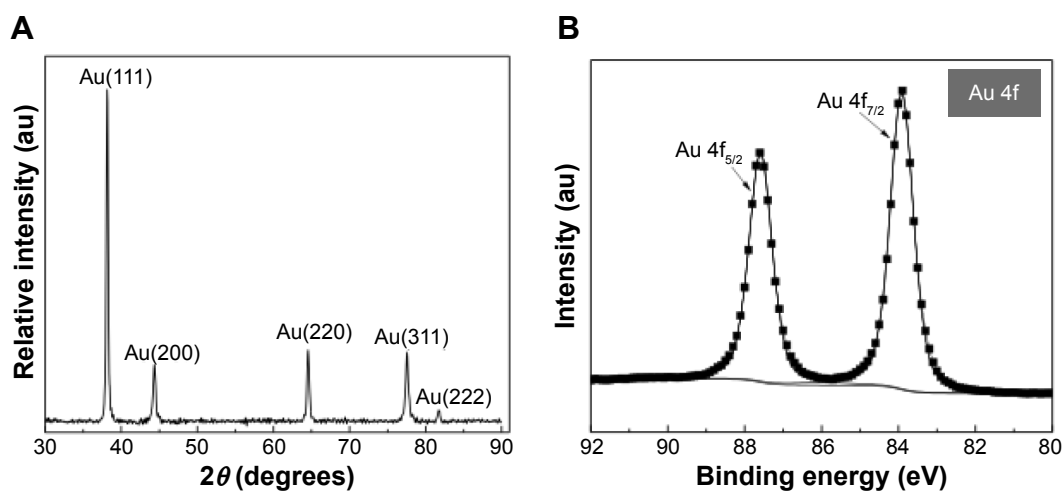 A
Relative intensity (au)
Au(111)
Au(200)
Au(220)
Au(311)
Au(222)
30 40 50 60 70 80 90
2θ (degrees)
B
Intensity (au)
Au 4f
Au 4f7/2
Au 4f5/2
92 90 88 86 84 82 80
Binding energy (eV)